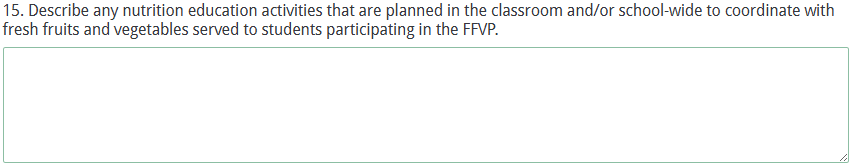 15. Describe any nutrition education activities that are planned in the classroom and/or school-wide to coordinate with
fresh fruits and vegetables served to students participating in the FFVP.